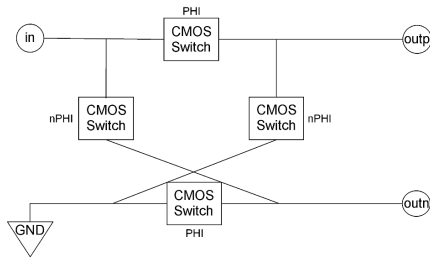 PHI
in
CMOS
Switch
outp
nPHI
CMOS
Switch
CMOS
Switch
nPHI
CMOS
Switch
outn
GND
PHI